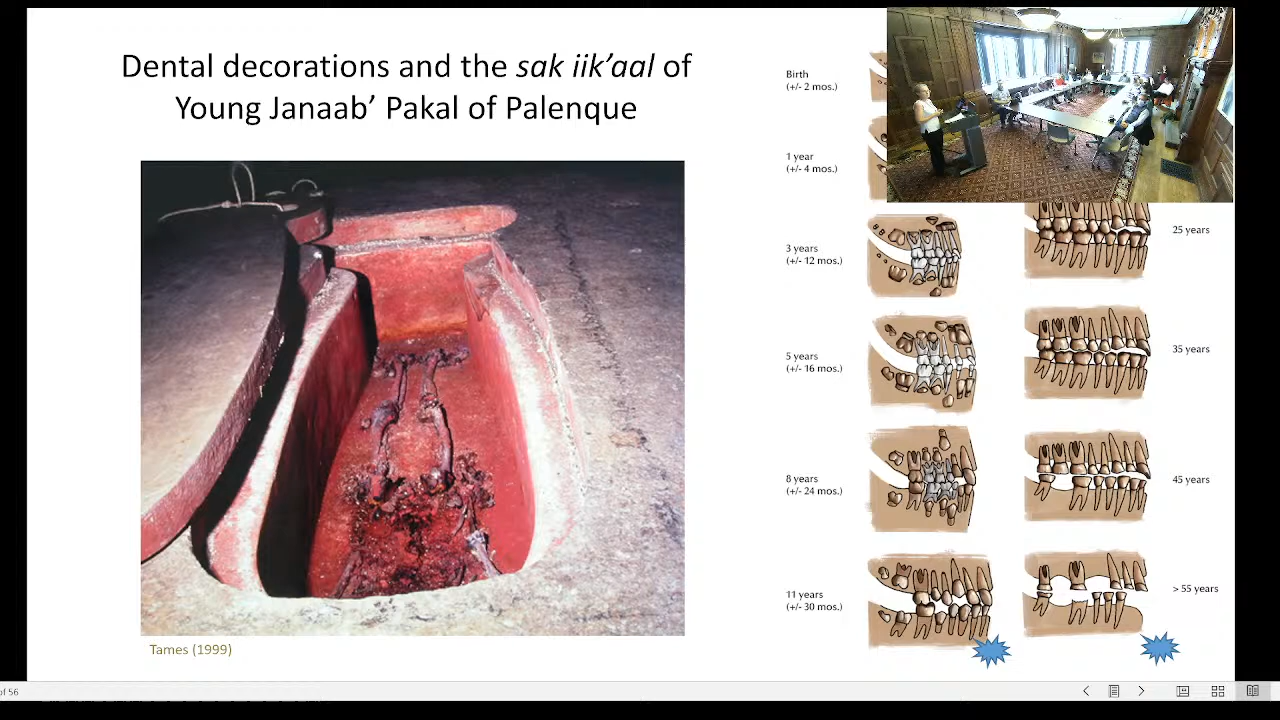 Dental decorations and the sak iik’aal of
Young Janaab’ Pakal of Palenque
Tames (1999)
Birth
(+/- 2 mos.)
1 year
(+/- 4 mos.)
3 years
(+/- 12 mos.)
5 years
(+/- 16 mos.)
8 years
(+/- 24 mos.)
11 years
(+/- 30 mos.)
25 years
35 years
45 years
> 55 years
of 56